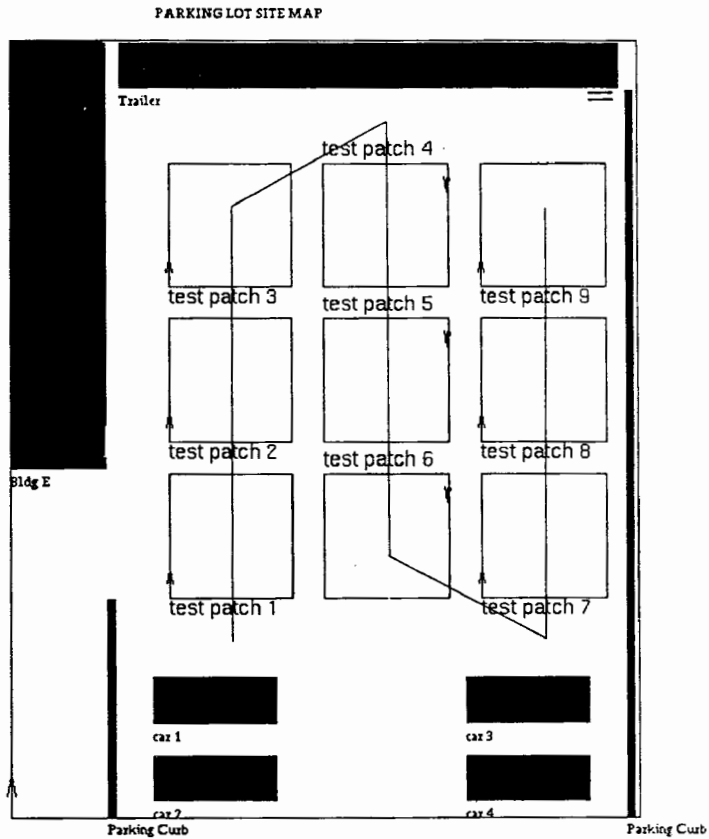 PARKING LOT SITE MAP
Trailer
test patch 4
test patch 3
test patch 5
test patch 9
test patch 2
test patch 6
test patch 8
Bldg E
test patch 1
test patch 7
car 1
car 3
car 2
car 4
Parking Curb
Parking Curb